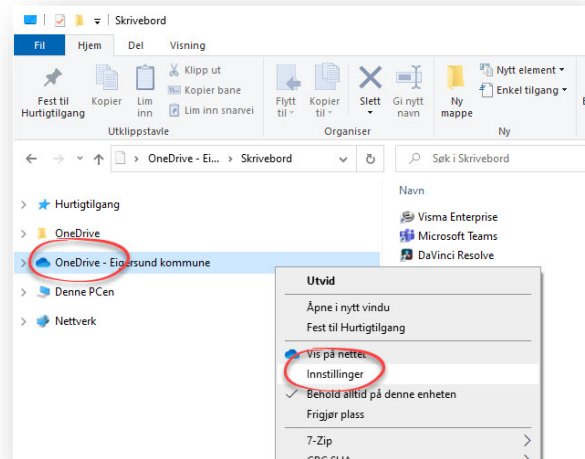 Skrivebord
Fil Hjem Del Visning
Fest til
Hurtigtilgang
Kopier
Lim
inn
Klipp ut
Kopier bane
Lim inn snarvei
Utklippstavle
Flytt
til
Kopier
til
Slett
Gi nytt
navn
Organiser
Ny
mappe
Nytt element
Enkel tilgang
Ny
OneDrive - Ei... > Skrivebord
Søk i Skrivebord
Hurtigtilgang
OneDrive
OneDrive - Eigersund kommune
Denne PCen
Nettverk
Navn
Visma Enterprise
Microsoft Teams
DaVinci Resolve
Utvid
Åpne i nytt vindu
Fest til Hurtigtilgang
Vis på nettet
Innstillinger
Behold alltid på denne enheten
Frigjør plass
7-Zip
CRC SHA